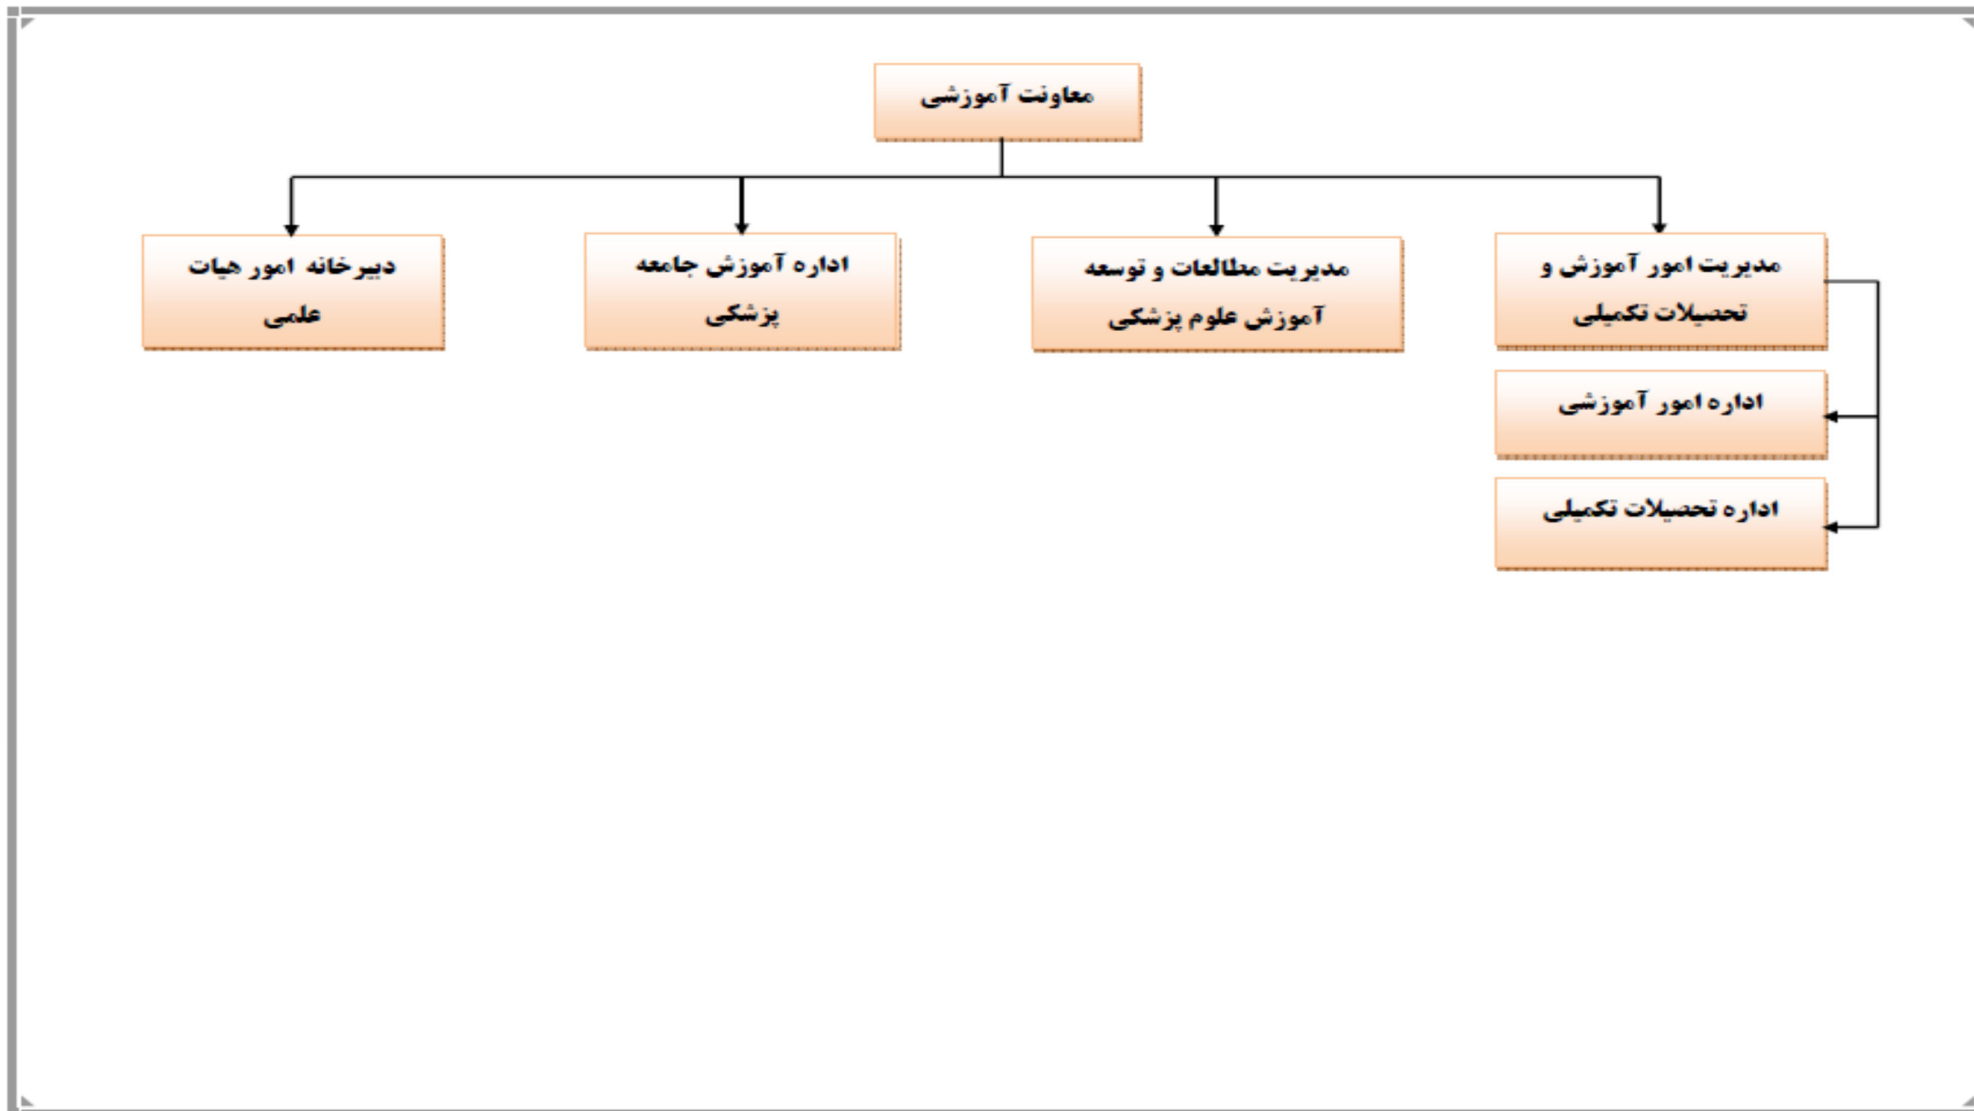 معاونت آموزشی
مدیریت امور آموزش و
تحصیلات تکمیلی
مدیریت مطالعات و توسعه
آموزش علوم پزشکی
اداره آموزش جامعه
پزشکی
دبیرخانه امور هیات
علمی
اداره امور آموزشی
اداره تحصیلات تکمیلی